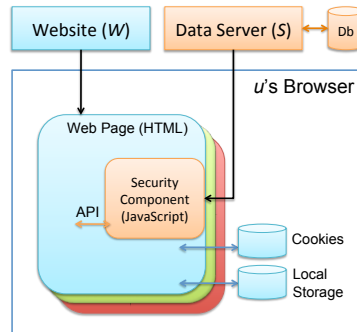 Website (W)
Data Server (S)
Db
u's Browser
Web Page (HTML)
Security
Component
(JavaScript)
API
Cookies
Local
Storage